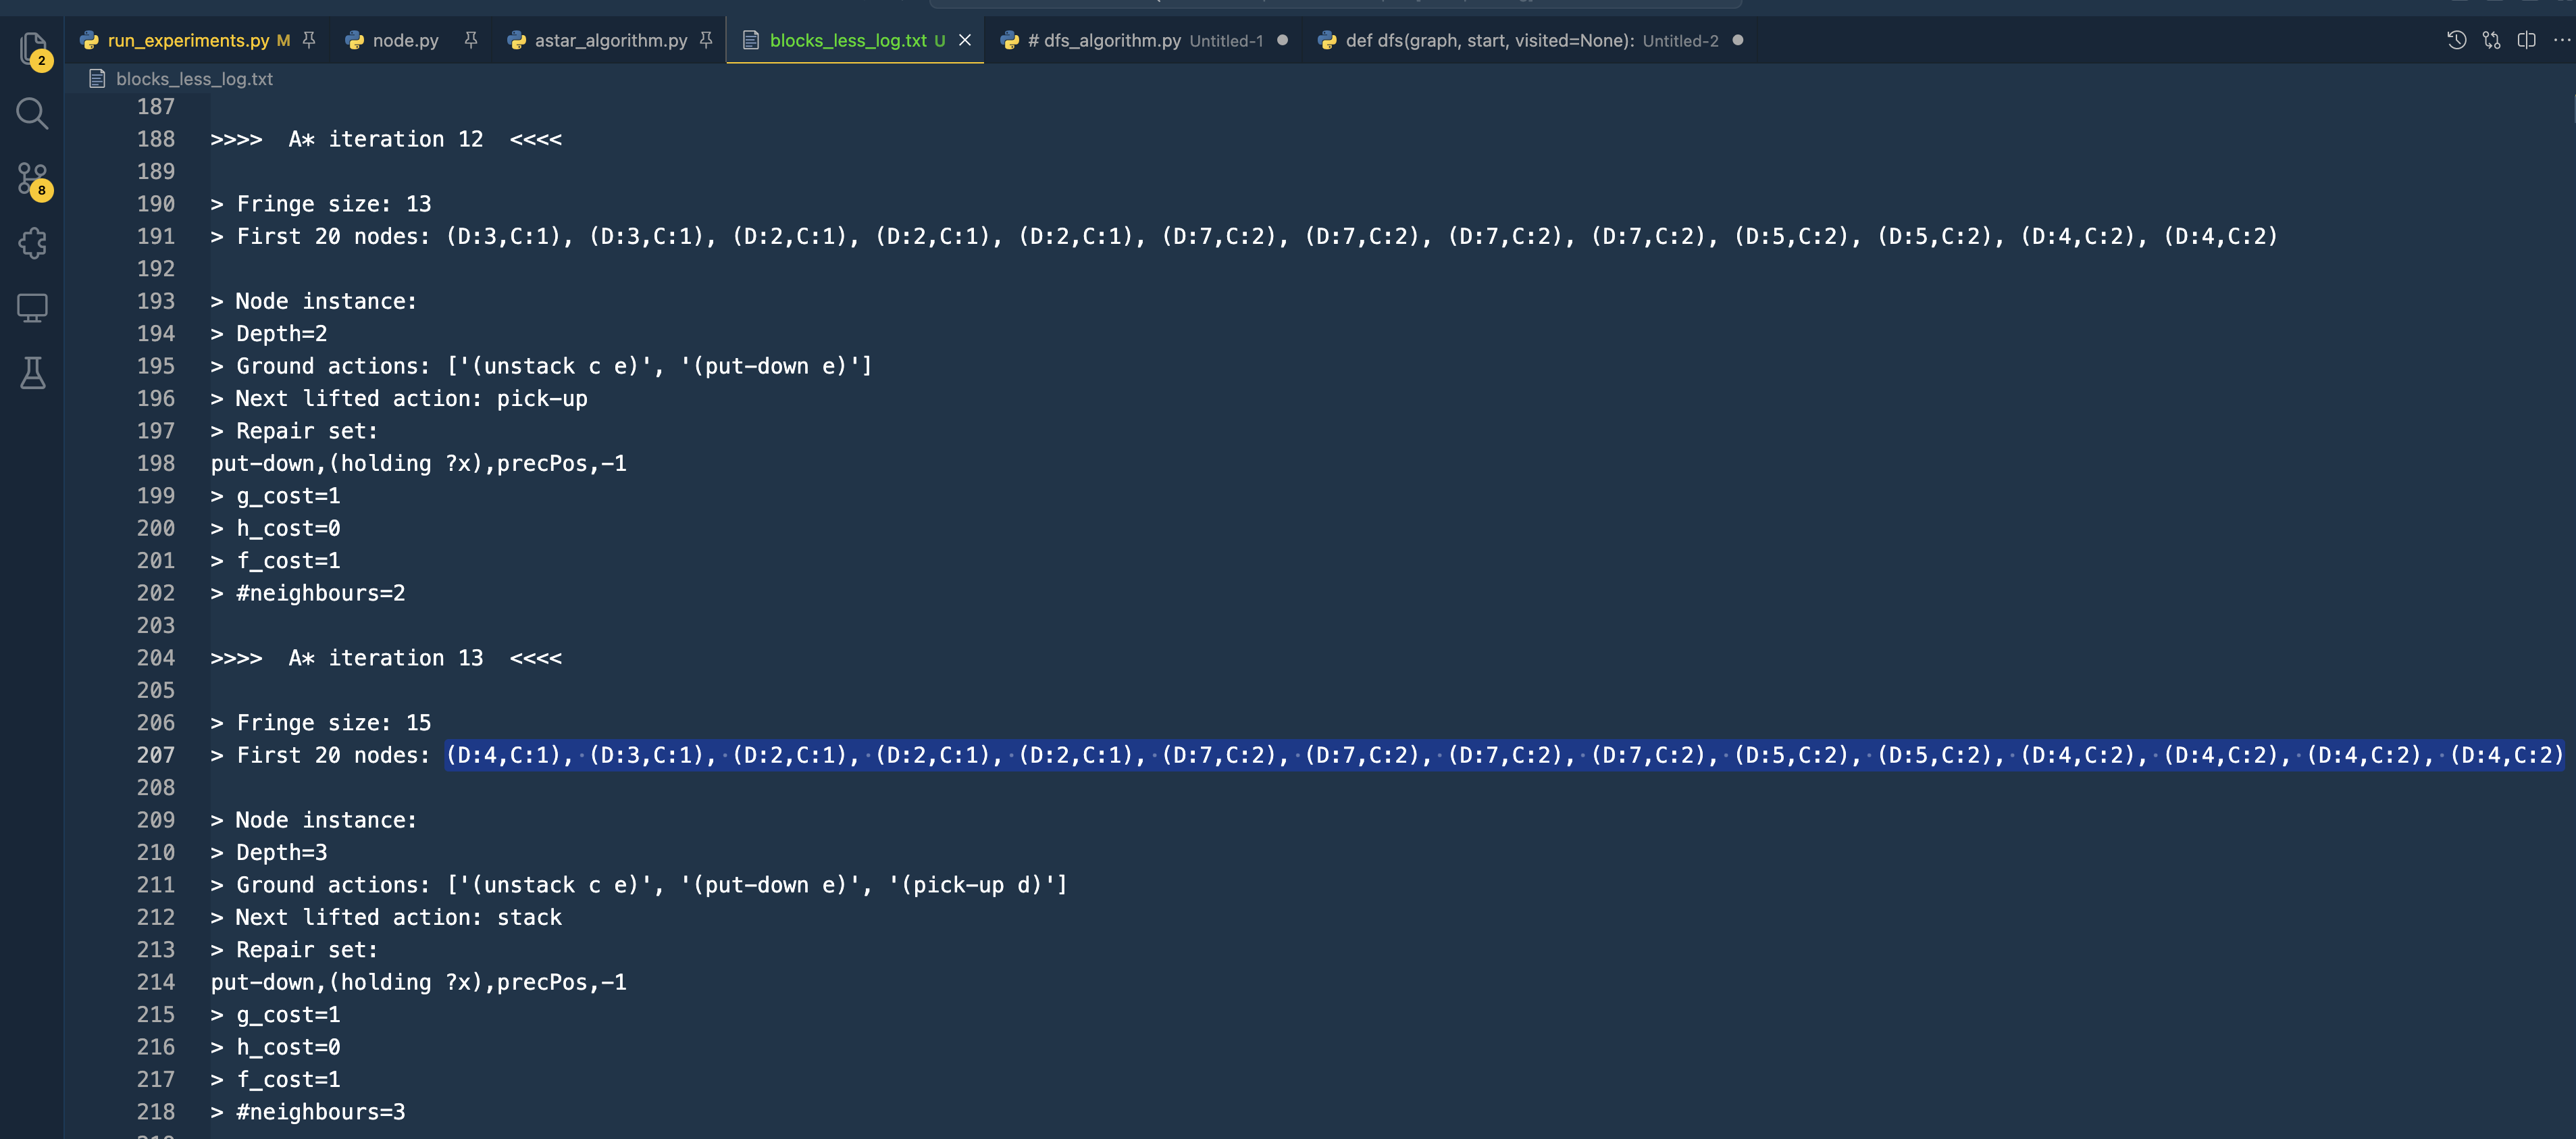 run_experiments.py M node.py astar_algorithm.py blocks_less_log.txt U # dfs_algorithm.py Untitled-1 def dfs(graph, start, visited=None): Untitled-2
2
8
blocks_less_log.txt
187
188 >>>> A* iteration 12 <<<<
189
190 > Fringe size: 13
191 > First 20 nodes: (D:3,C:1), (D:3,C:1), (D:2,C:1), (D:2,C:1), (D:2,C:1), (D:7,C:2), (D:7,C:2), (D:7,C:2), (D:7,C:2), (D:5,C:2), (D:5,C:2), (D:4,C:2), (D:4,C:2)
192
193 > Node instance:
194 > Depth=2
195 > Ground actions: ['(unstack c e)', '(put-down e)']
196 > Next lifted action: pick-up
197 > Repair set:
198 put-down,(holding ?x),precPos,-1
199 > g_cost=1
200 > h_cost=0
201 > f_cost=1
202 > #neighbours=2
203
204 >>>> A* iteration 13 <<<<
205
206 > Fringe size: 15
207 > First 20 nodes: (D:4,C:1), (D:3,C:1), (D:2,C:1), (D:2,C:1), (D:2,C:1), (D:7,C:2), (D:7,C:2), (D:7,C:2), (D:7,C:2), (D:5,C:2), (D:5,C:2), (D:4,C:2), (D:4,C:2), (D:4,C:2), (D:4,C:2)
208
209 > Node instance:
210 > Depth=3
211 > Ground actions: ['(unstack c e)', '(put-down e)', '(pick-up d)']
212 > Next lifted action: stack
213 > Repair set:
214 put-down,(holding ?x),precPos,-1
215 > g_cost=1
216 > h_cost=0
217 > f_cost=1
218 > #neighbours=3